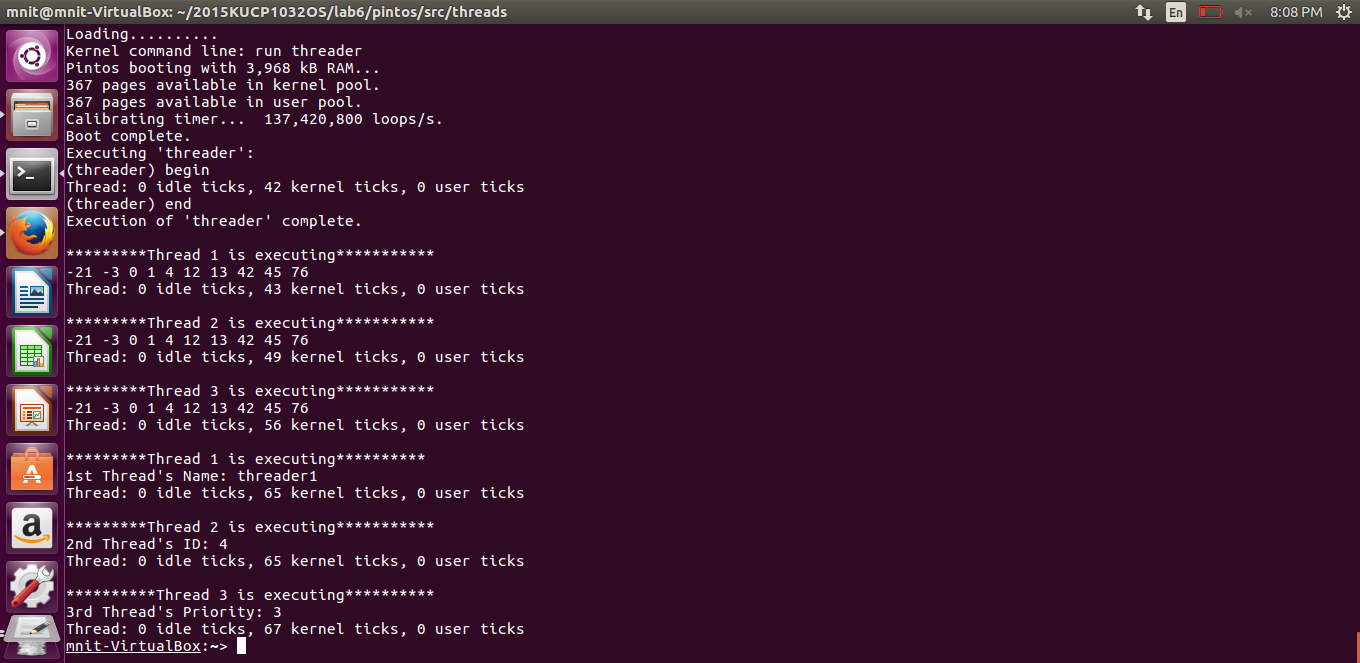 mnit@mnit-VirtualBox: ~/2015KUCP1032OS/lab6/pintos/src/threads
En
8:08 PM
Loading..........
Kernel command line: run threader
Pintos booting with 3,968 kB RAM...
367 pages available in kernel pool.
367 pages available in user pool.
Calibrating timer...  137,420,800 loops/s.
Boot complete.
Executing 'threader':
(threader) begin
Thread: 0 idle ticks, 42 kernel ticks, 0 user ticks
(threader) end
Execution of 'threader' complete.
*********Thread 1 is executing***********
-21 -3 0 1 4 12 13 42 45 76
Thread: 0 idle ticks, 43 kernel ticks, 0 user ticks
*********Thread 2 is executing***********
-21 -3 0 1 4 12 13 42 45 76
Thread: 0 idle ticks, 49 kernel ticks, 0 user ticks
*********Thread 3 is executing***********
-21 -3 0 1 4 12 13 42 45 76
Thread: 0 idle ticks, 56 kernel ticks, 0 user ticks
*********Thread 1 is executing**********
1st Thread's Name: threader1
Thread: 0 idle ticks, 65 kernel ticks, 0 user ticks
*********Thread 2 is executing***********
2nd Thread's ID: 4
Thread: 0 idle ticks, 65 kernel ticks, 0 user ticks
**********Thread 3 is executing**********
3rd Thread's Priority: 3
Thread: 0 idle ticks, 67 kernel ticks, 0 user ticks
mnit-VirtualBox:~>